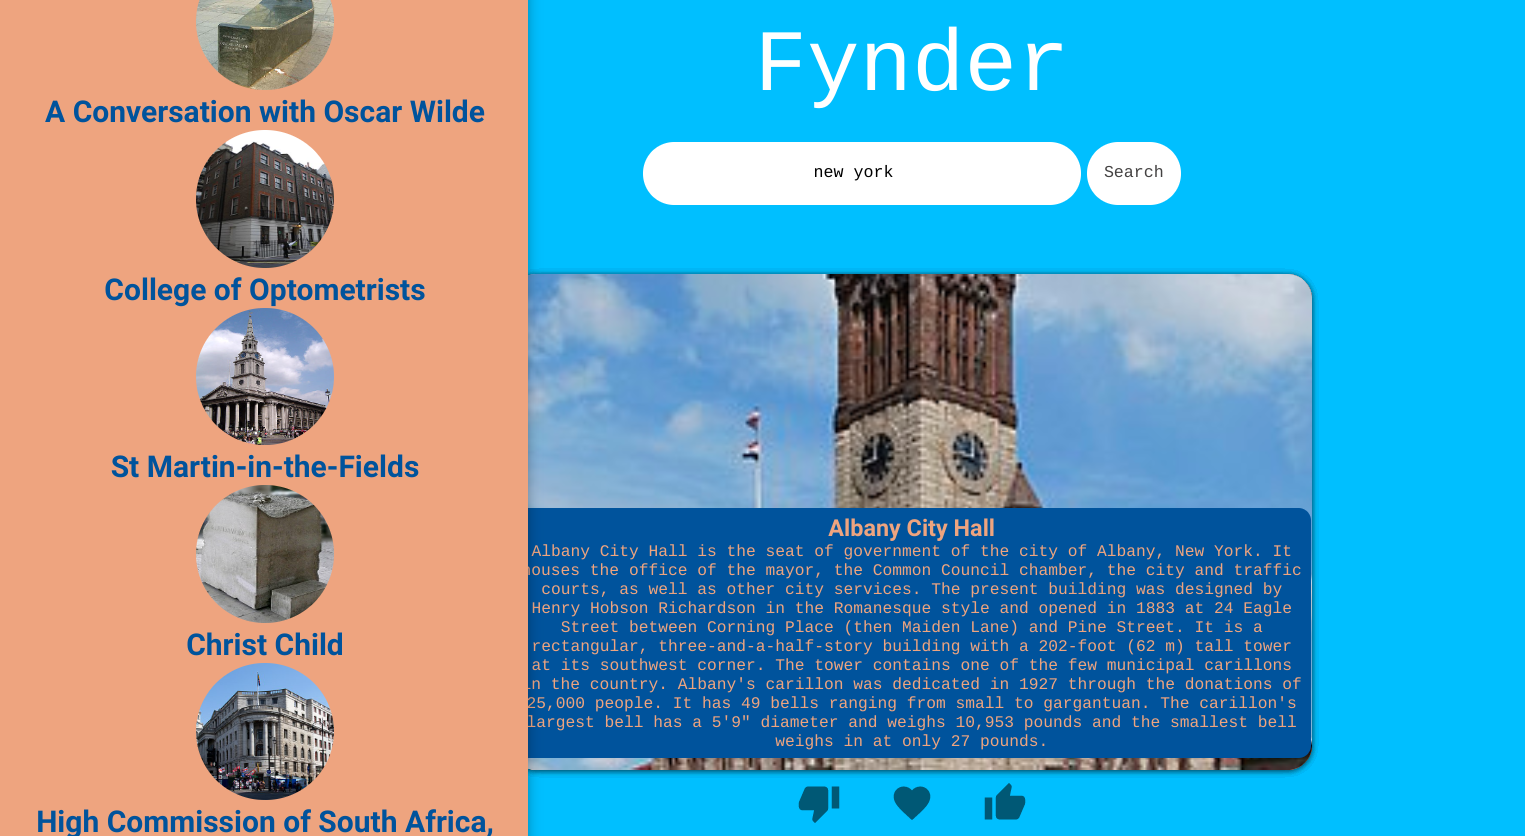 A Conversation with Oscar Wilde
College of Optometrists
St Martin-in-the-Fields
Christ Child
High Commission of South Africa,
Fynder
new york
Search
Albany City Hall
Albany City Hall is the seat of government of the city of Albany, New York. It
houses the office of the mayor, the Common Council chamber, the city and traffic
courts, as well as other city services. The present building was designed by
Henry Hobson Richardson in the Romanesque style and opened in 1883 at 24 Eagle
Street between Corning Place (then Maiden Lane) and Pine Street. It is a
rectangular, three-and-a-half-story building with a 202-foot (62 m) tall tower
at its southwest corner. The tower contains one of the few municipal carillons
in the country. Albany's carillon was dedicated in 1927 through the donations of
25,000 people. It has 49 bells ranging from small to gargantuan. The carillon's
largest bell has a 5'9" diameter and weighs 10,953 pounds and the smallest bell
weighs in at only 27 pounds.